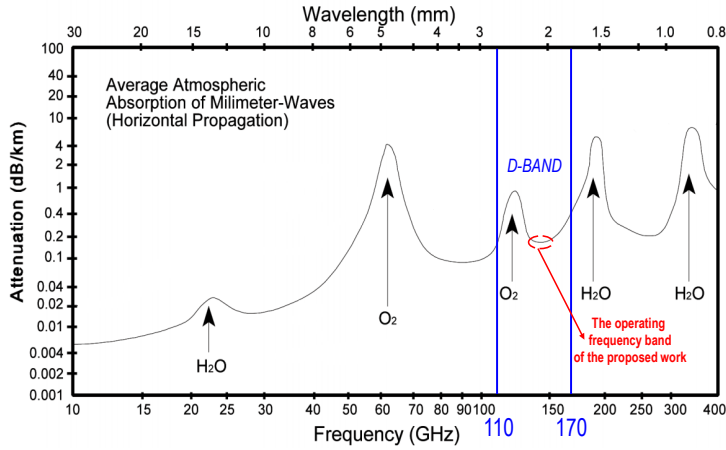 Wavelength (mm)
30 20 15 10 8 6 5 4 3 2 1.5 1.0 0.8
100
40
20
10
4
2
1
0.4
0.2
0.1
0.04
0.02
0.01
0.004
0.002
0.001
Attenuation (dB/km)
Average Atmospheric
Absorption of Milimeter-Waves
(Horizontal Propagation)
D-BAND
H2O
O2
O2
H2O
H2O
The operating
frequency band
of the proposed work
10 15 20 25 30 40 50 60 70 80 90 100 150 200 250 300 400
Frequency (GHz)
110 170